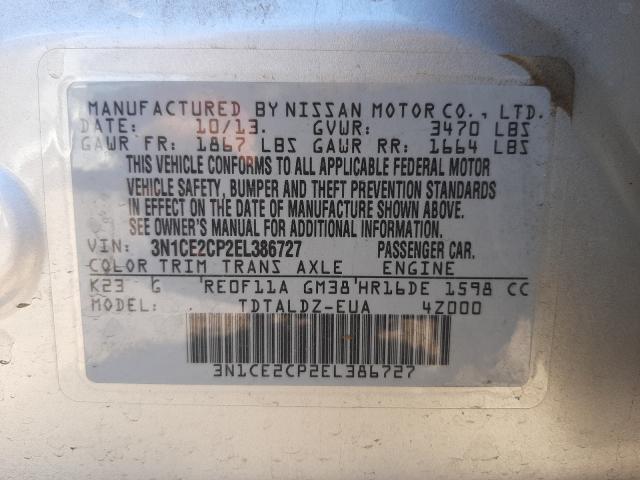 MANUFACTURED BY NISSAN MOTOR CO., LTD.
DATE: 10/13. GVWR: 3470 LBS
GAWR FR: 1867 LBS GAWR RR: 1664 LBS
THIS VEHICLE CONFORMS TO ALL APPLICABLE FEDERAL MOTOR
VEHICLE SAFETY, BUMPER AND THEFT PREVENTION STANDARDS
IN EFFECT ON THE DATE OF MANUFACTURE SHOWN ABOVE.
SEE OWNER'S MANUAL FOR ADDITIONAL INFORMATION.
VIN: 3N1CE2CP2EL386727 PASSENGER CAR.
COLOR TRIM TRANS AXLE ENGINE
K23 G RE0F11A GM38 HR16DE 1598 CC
MODEL: TDTALDZ-EUA 4Z000
3N1CE2CP2EL386727